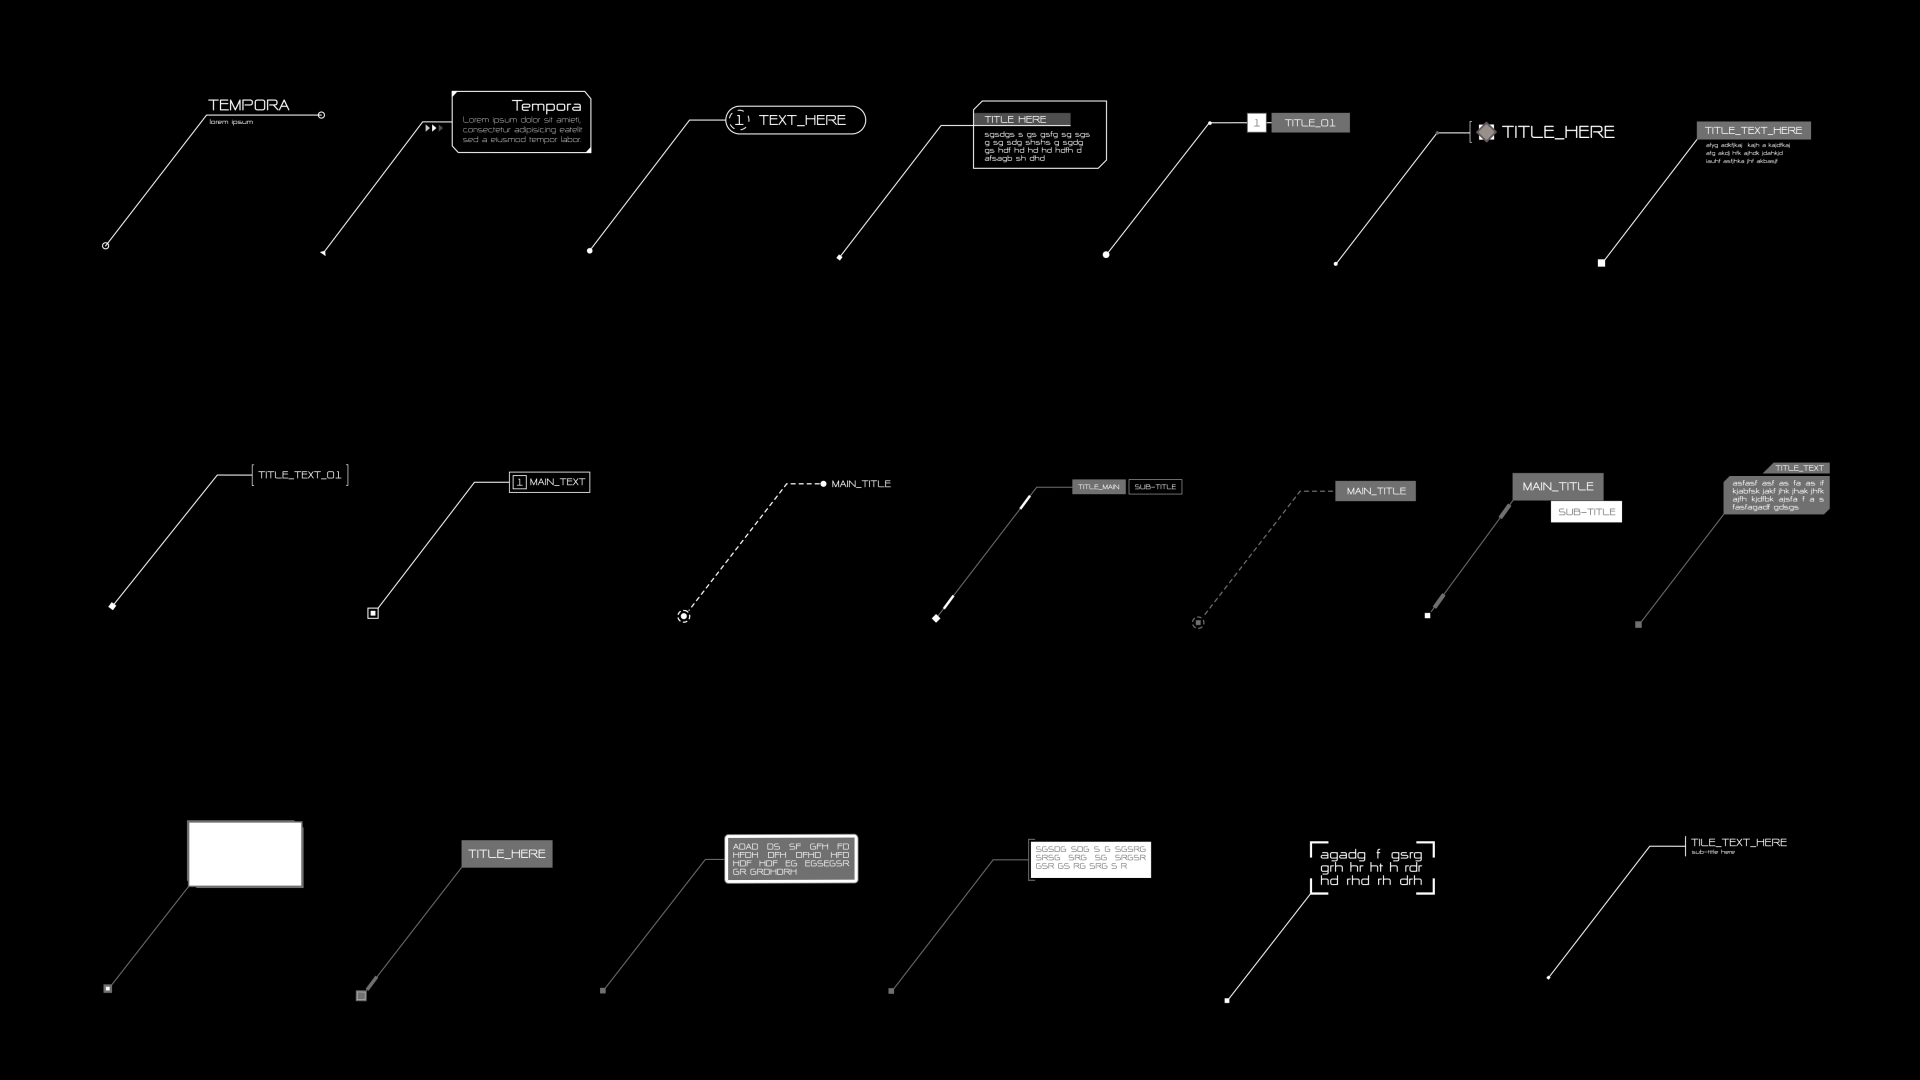 TEMPORA
lorem ipsum
Tempora
Lorem ipsum dolor sit amieti,
consectetur adipisicing eatelit
sed a eiusmod tempor labor.
1 TEXT_HERE
TITLE HERE
sgsdgs s gs gsfg sg sgs
g sg sdg shshs g sgdg
gs hdf hd hd hd hdfh d
afsagb sh dhd
1 TITLE_01
TITLE_HERE
TITLE_TEXT_HERE
afyg adkfjkaj kajh a kajdfkaj
afg akdj hfk ajhdk jdahkjd
iauhf asfjhka jhf akbasjf
TITLE_TEXT_01
1 MAIN_TEXT
MAIN_TITLE
TITLE_MAIN SUB-TITLE
MAIN_TITLE
MAIN_TITLE
SUB-TITLE
TITLE_TEXT
asfasf asf as fa as if
kjabfsk jakf jhk jhak jhfk
ajfh kjdfbk ajsfa f a s
fasfagadf gdsgs
TITLE_HERE
ADAD DS SF GFH FD
HFDH DFH DFHD HFD
HDF HDF EG EGSEGSR
GR GRDHDRH
SGSDG SDG S G SGSRG
SRSG SRG SG SRGSR
GSR GS RG SRG S R
agadg f gsrg
grh hr ht h rdr
hd rhd rh drh
TILE_TEXT_HERE
sub-title here